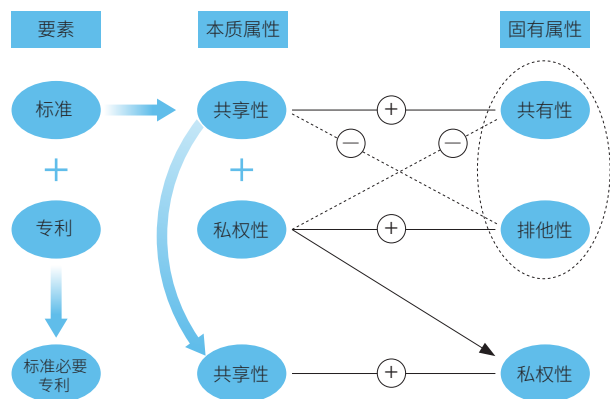 要素
本质属性
固有属性
标准
共享性
+
共有性
—
—
+
+
专利
私权性
+
排他性
标准必要
专利
共享性
+
私权性